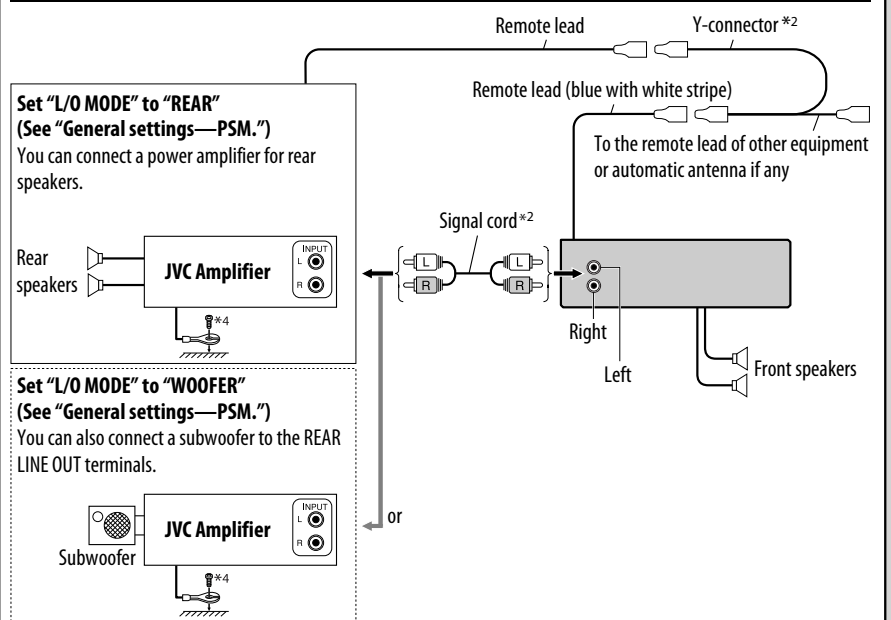 Remote lead
Y-connector *2
Remote lead (blue with white stripe)
To the remote lead of other equipment
or automatic antenna if any
Set “L/O MODE” to “REAR”
(See “General settings—PSM.”)
You can connect a power amplifier for rear
speakers.
Rear
speakers
JVC Amplifier
INPUT
L
R
*4
Signal cord*2
L
R
L
R
Right
Left
Front speakers
Set “L/O MODE” to “WOOFER”
(See “General settings—PSM.”)
You can also connect a subwoofer to the REAR
LINE OUT terminals.
Subwoofer
JVC Amplifier
INPUT
L
R
*4
or